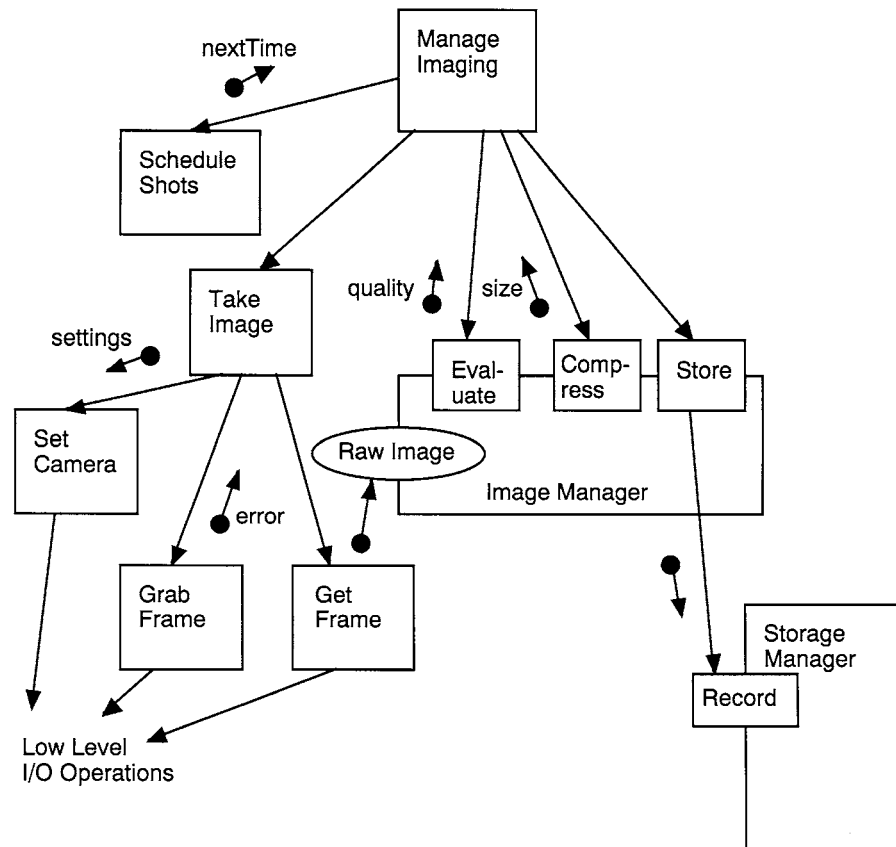 nextTime
Manage
Imaging
Schedule
Shots
Take
Image
quality
size
settings
Eval-
uate
Comp-
ress
Store
Set
Camera
Raw Image
Image Manager
error
Grab
Frame
Get
Frame
Storage
Manager
Record
Low Level
I/O Operations